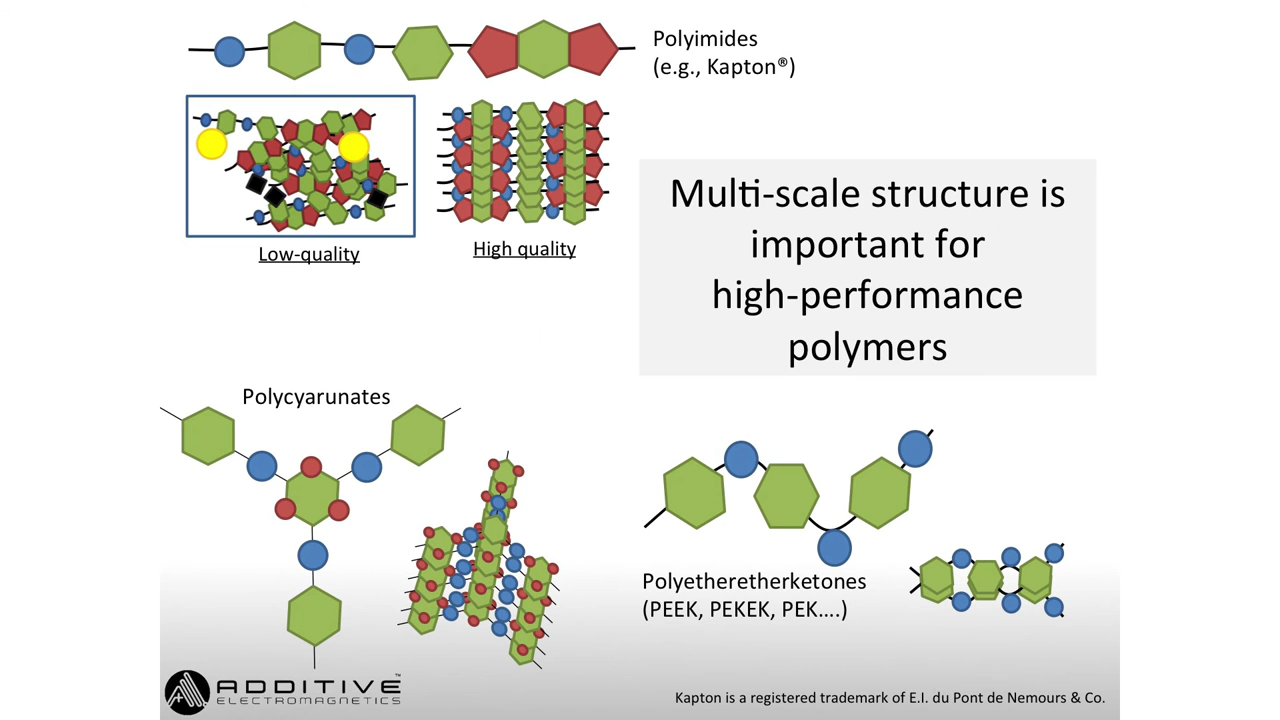 Polyimides
(e.g., Kapton®)
Low-quality
High quality
Multi-scale structure is
important for
high-performance
polymers
Polycyarunates
Polyetheretherketones
(PEEK, PEKEK, PEK....)
ADDITIVE™
ELECTROMAGNETICS
Kapton is a registered trademark of E.I. du Pont de Nemours & Co.